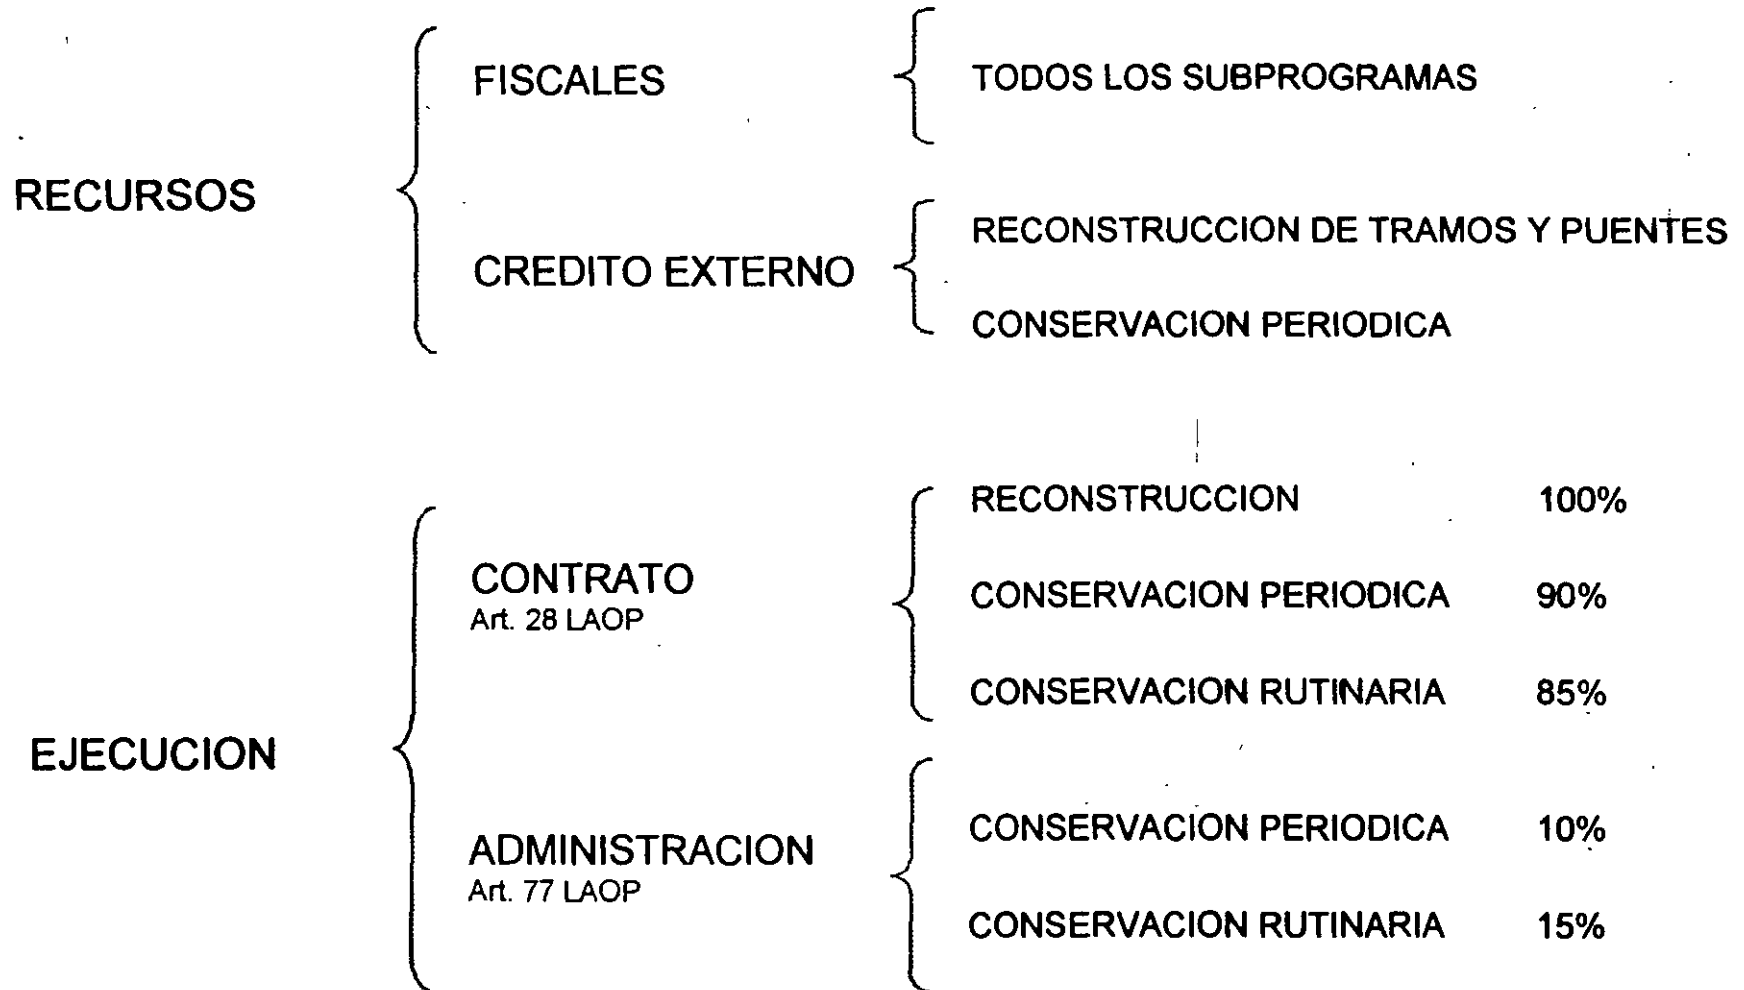 RECURSOS
FISCALES
TODOS LOS SUBPROGRAMAS
CREDITO EXTERNO
RECONSTRUCCION DE TRAMOS Y PUENTES
CONSERVACION PERIODICA
EJECUCION
CONTRATO
Art. 28 LAOP
RECONSTRUCCION 100%
CONSERVACION PERIODICA 90%
CONSERVACION RUTINARIA 85%
ADMINISTRACION
Art. 77 LAOP
CONSERVACION PERIODICA 10%
CONSERVACION RUTINARIA 15%